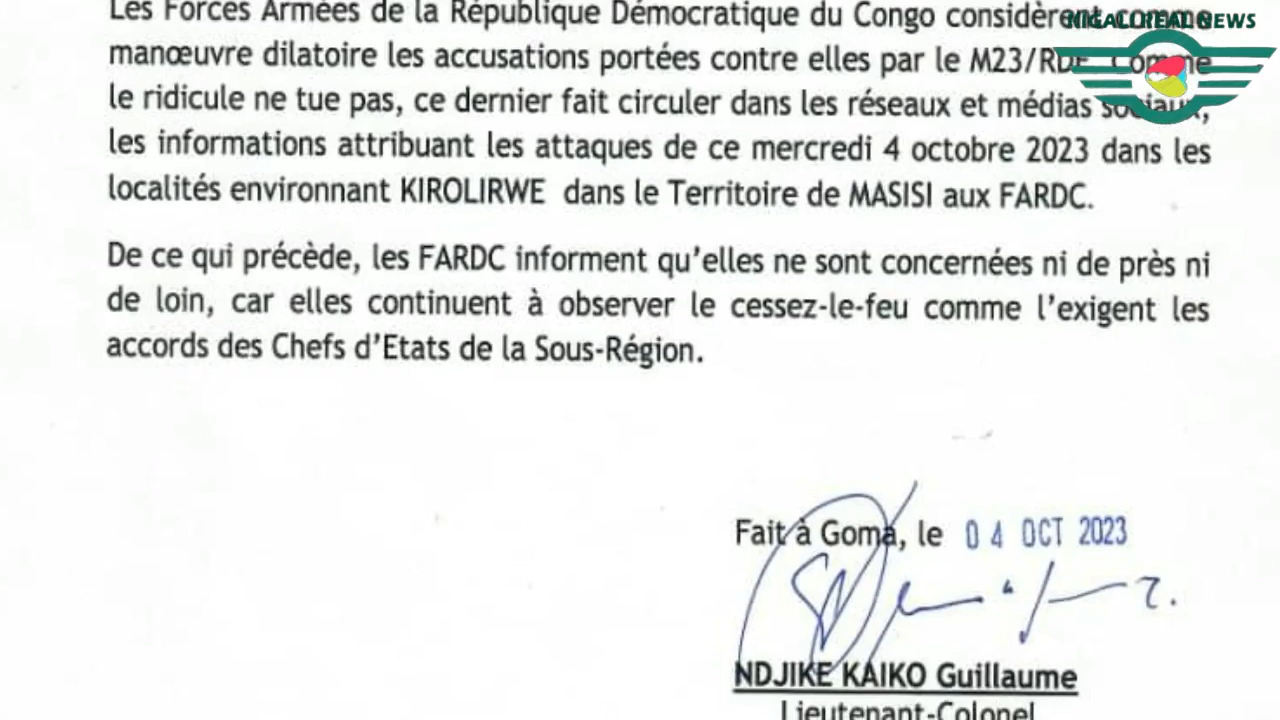 Les Forces Armées de la République Démocratique du Congo considèrent comme
KIGALI REAL NEWS
manœuvre dilatoire les accusations portées contre elles par le M23/RDF. Comme
le ridicule ne tue pas, ce dernier fait circuler dans les réseaux et médias sociaux,
les informations attribuant les attaques de ce mercredi 4 octobre 2023 dans les
localités environnant KIROLIRWE dans le Territoire de MASISI aux FARDC.
De ce qui précède, les FARDC informent qu'elles ne sont concernées ni de près ni
de loin, car elles continuent à observer le cessez-le-feu comme l'exigent les
accords des Chefs d'Etats de la Sous-Région.
Fait à Goma, le 04 OCT 2023
NDJIKE KAIKO Guillaume
Lieutenant-Colonel